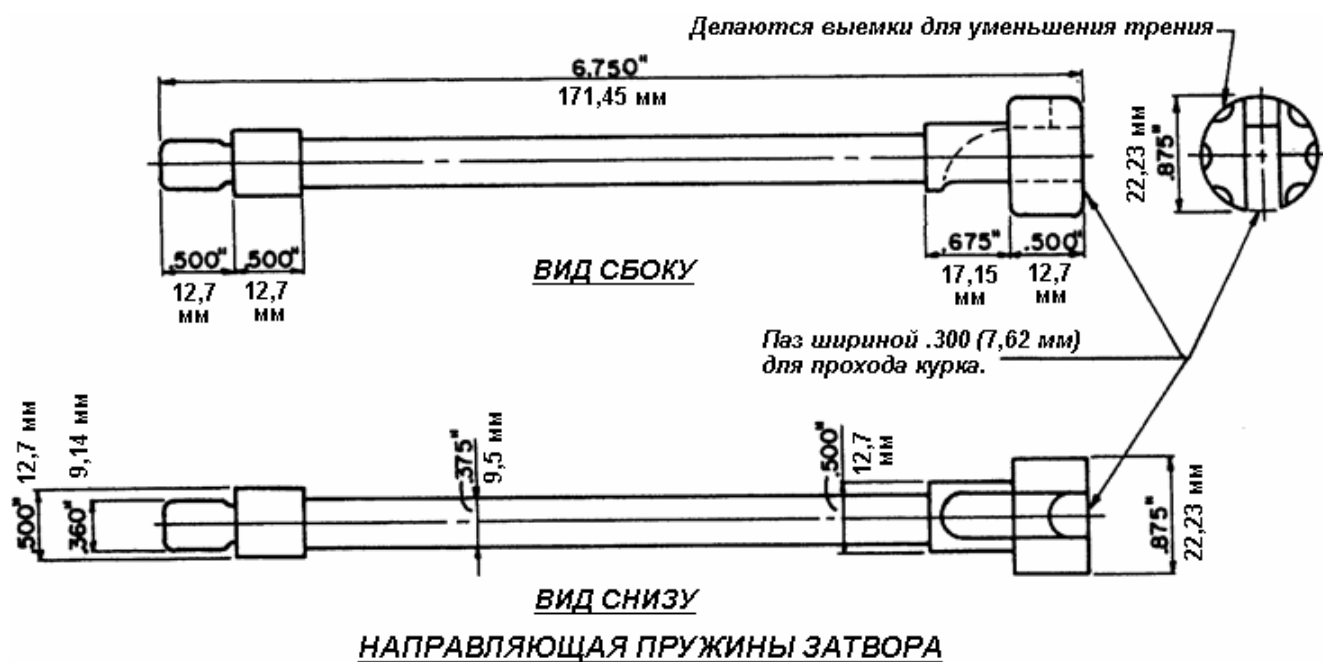 Делаются выемки для уменьшения трения
6.750"
171,45 мм
22,23 мм
.875"
.500"
12,7
мм
.500"
12,7
мм
ВИД СБОКУ
.675"
17,15
мм
.500"
12,7
мм
Паз шириной .300 (7,62 мм)
для прохода курка.
12,7 мм
.500"
9,14 мм
.360"
.375"
9,5 мм
.500"
12,7
мм
.875"
22,23 мм
ВИД СНИЗУ
НАПРАВЛЯЮЩАЯ ПРУЖИНЫ ЗАТВОРА